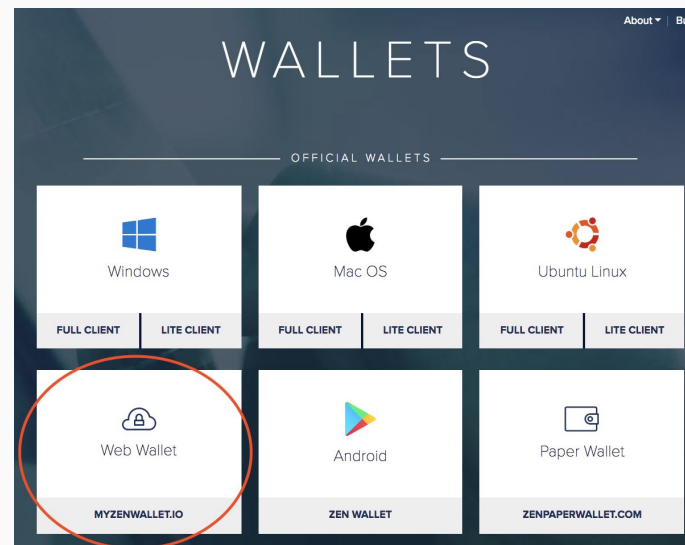 About
WALLETS
OFFICIAL WALLETS
Windows
Mac OS
Ubuntu Linux
FULL CLIENT
LITE CLIENT
FULL CLIENT
LITE CLIENT
FULL CLIENT
LITE CLIENT
Web Wallet
Android
Paper Wallet
MYZENWALLET.IO
ZEN WALLET
ZENPAPERWALLET.COM